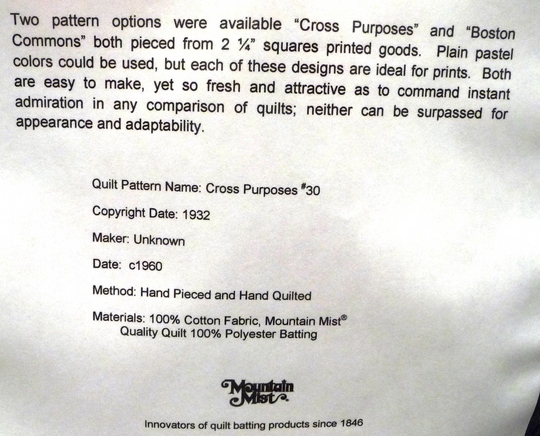 Two pattern options were available “Cross Purposes” and “Boston
Commons” both pieced from 2 ¼” squares printed goods. Plain pastel
colors could be used, but each of these designs are ideal for prints. Both
are easy to make, yet so fresh and attractive as to command instant
admiration in any comparison of quilts; neither can be surpassed for
appearance and adaptability.
Quilt Pattern Name: Cross Purposes #30
Copyright Date: 1932
Maker: Unknown
Date: c1960
Method: Hand Pieced and Hand Quilted
Materials: 100% Cotton Fabric, Mountain Mist®
Quality Quilt 100% Polyester Batting
Mountain
Mist®
Innovators of quilt batting products since 1846